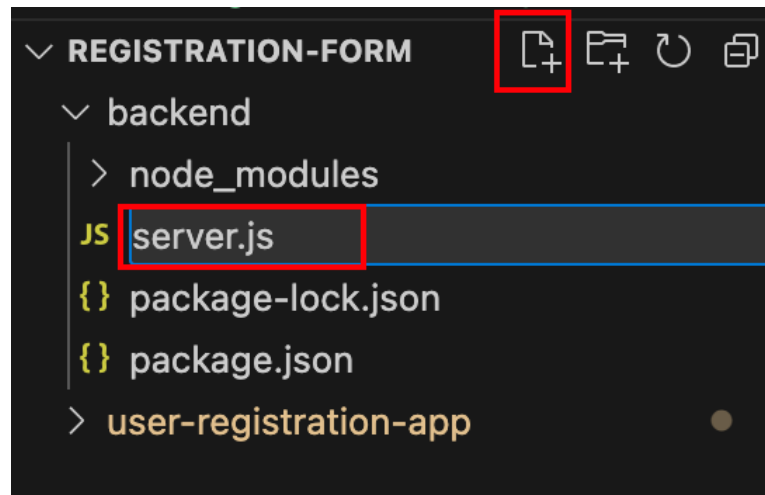 REGISTRATION-FORM
backend
node_modules
JS server.js
{} package-lock.json
{} package.json
user-registration-app